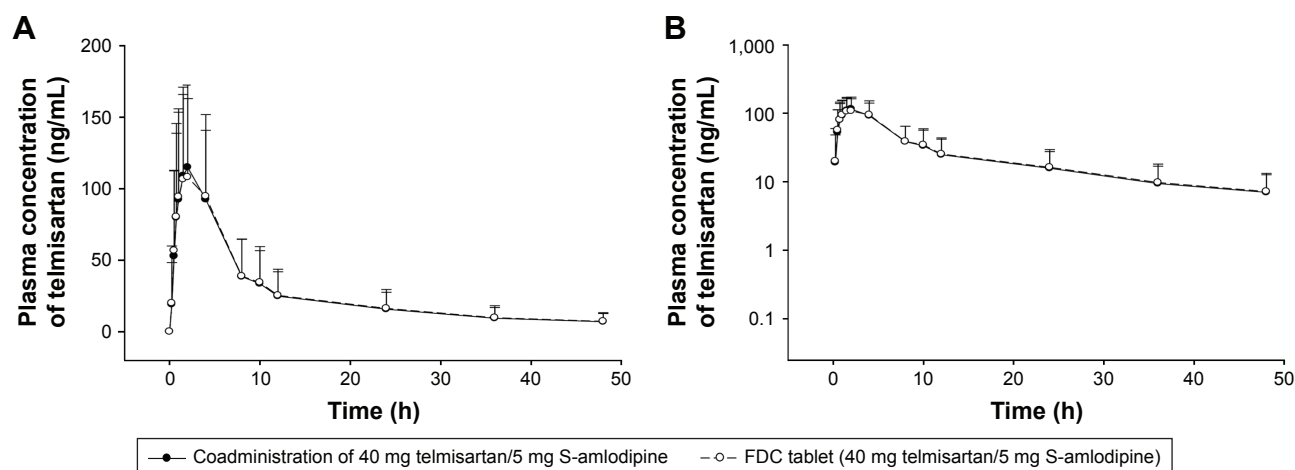 A
Plasma concentration
of telmisartan (ng/mL)
200
150
100
50
0
0 10 20 30 40 50
Time (h)
B
Plasma concentration
of telmisartan (ng/mL)
1,000
100
10
1
0.1
0 10 20 30 40 50
Time (h)
Coadministration of 40 mg telmisartan/5 mg S-amlodipine
FDC tablet (40 mg telmisartan/5 mg S-amlodipine)